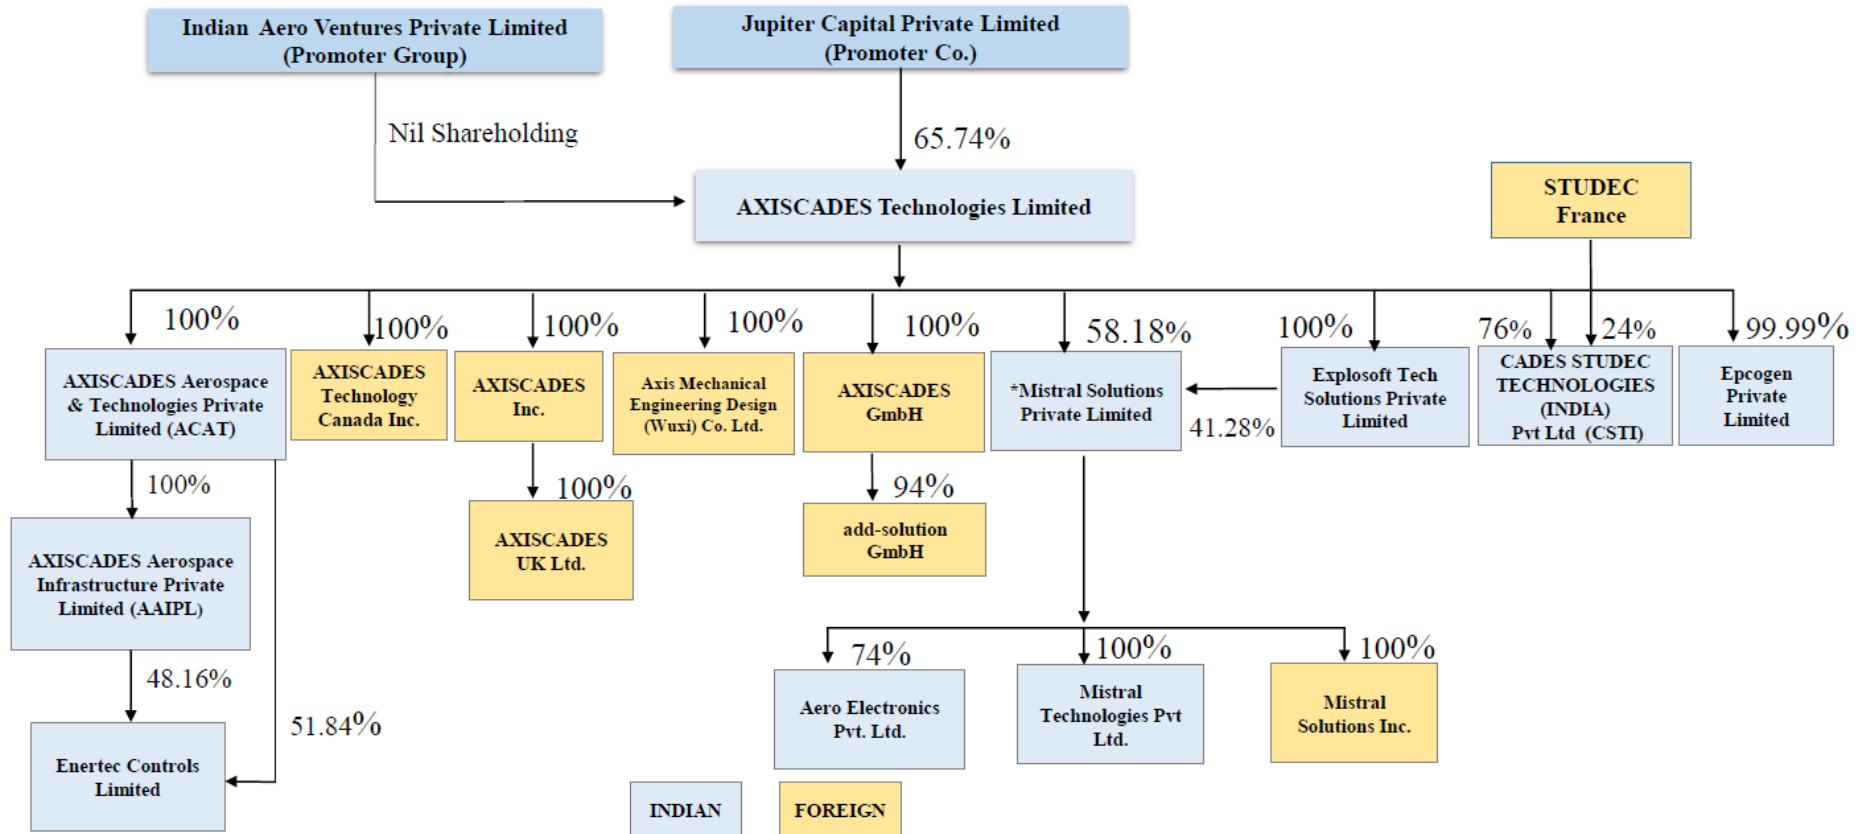 Indian Aero Ventures Private Limited
(Promoter Group)
Jupiter Capital Private Limited
(Promoter Co.)
Nil Shareholding
65.74%
AXISCADES Technologies Limited
STUDEC
France
100%
100%
100%
100%
100%
58.18%
100%
76%
24%
99.99%
AXISCADES Aerospace
& Technologies Private
Limited (ACAT)
AXISCADES
Technology
Canada Inc.
AXISCADES
Inc.
Axis Mechanical
Engineering Design
(Wuxi) Co. Ltd.
AXISCADES
GmbH
*Mistral Solutions
Private Limited
41.28%
Explosoft Tech
Solutions Private
Limited
CADES STUDEC
TECHNOLOGIES
(INDIA)
Pvt Ltd (CSTI)
Epcogen
Private
Limited
100%
100%
94%
AXISCADES Aerospace
Infrastructure Private
Limited (AAIPL)
AXISCADES
UK Ltd.
add-solution
GmbH
48.16%
51.84%
74%
100%
100%
Enertec Controls
Limited
Aero Electronics
Pvt. Ltd.
Mistral
Technologies Pvt
Ltd.
Mistral
Solutions Inc.
INDIAN
FOREIGN